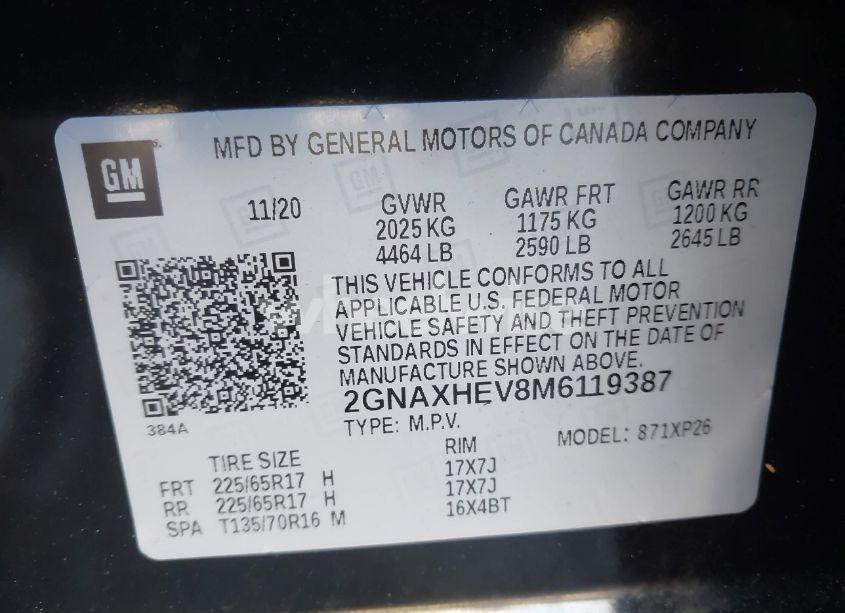 MFD BY GENERAL MOTORS OF CANADA COMPANY
GM
11/20
GVWR GAWR FRT GAWR RR
2025 KG 1175 KG 1200 KG
4464 LB 2590 LB 2645 LB
THIS VEHICLE CONFORMS TO ALL
APPLICABLE U.S. FEDERAL MOTOR
VEHICLE SAFETY AND THEFT PREVENTION
STANDARDS IN EFFECT ON THE DATE OF
MANUFACTURE SHOWN ABOVE.
2GNAXHEV8M6119387
384A
TYPE: M.P.V. MODEL: 871XP26
TIRE SIZE RIM
FRT 225/65R17 H 17X7J
RR 225/65R17 H 17X7J
SPA T135/70R16 M 16X4BT